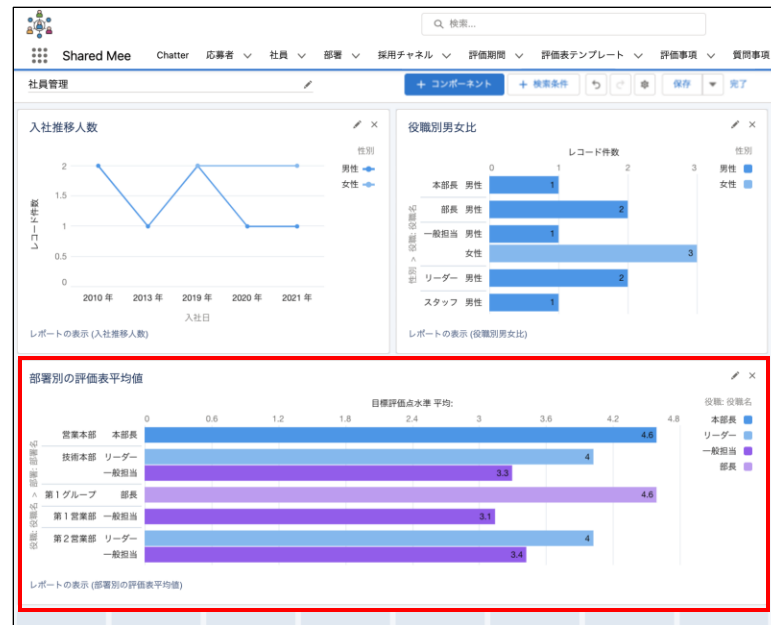 検索...
Shared Mee Chatter 応募者 社員 部署 採用チャネル 評価期間 評価表テンプレート 評価事項 質問事項
社員管理 + コンポーネント + 検索条件 保存 完了
入社推移人数
性別
男性
女性
レコード件数
2
1.5
1
0.5
0
2010 年 2013 年 2019 年 2020 年 2021 年
入社日
レポートの表示 (入社推移人数)
役職別男女比
レコード件数
性別
男性
女性
0 1 2 3
性別 > 役職: 役職名
本部長 男性 1
部長 男性 2
一般担当 男性 1
女性 3
リーダー 男性 2
スタッフ 男性 1
レポートの表示 (役職別男女比)
部署別の評価表平均値
目標評価点水準 平均:
役職: 役職名
本部長
リーダー
一般担当
部長
0 0.6 1.2 1.8 2.4 3 3.6 4.2 4.8
役職: 役職名 > 部署: 部署名
営業本部 本部長 4.6
技術本部 リーダー 4
一般担当 3.3
第1グループ 部長 4.6
第1営業部 一般担当 3.1
第2営業部 リーダー 4
一般担当 3.4
レポートの表示 (部署別の評価表平均値)